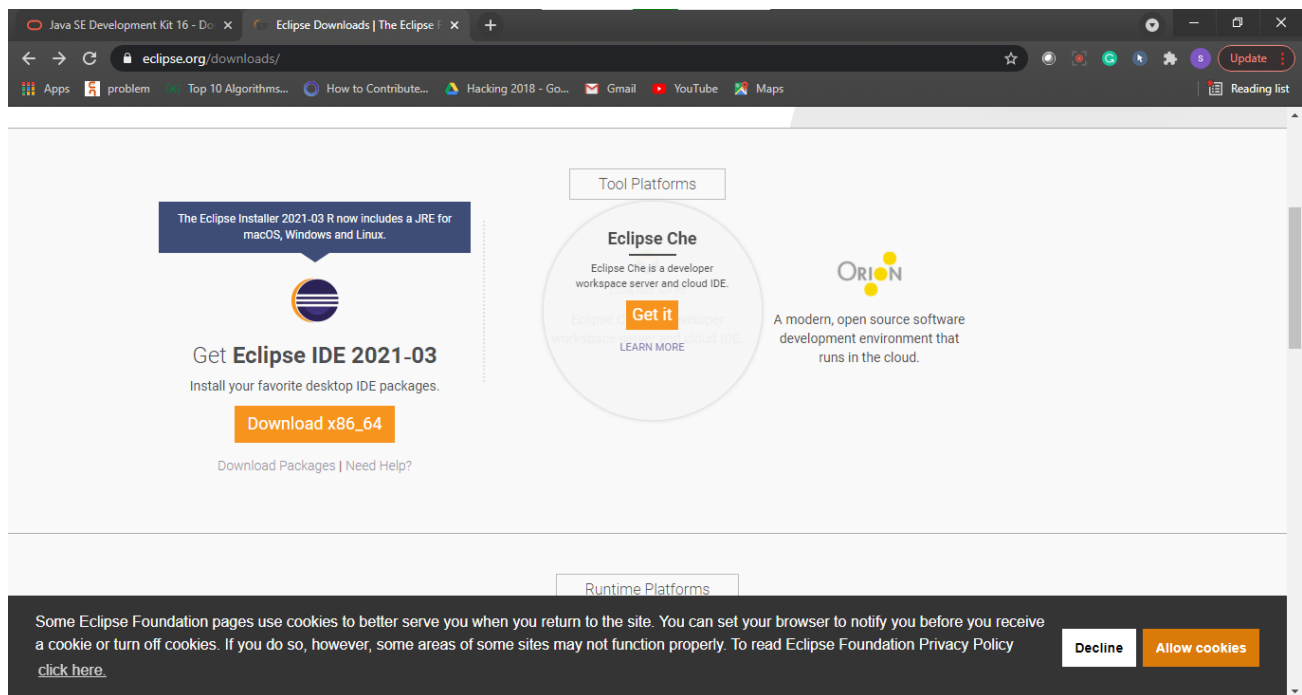 Java SE Development Kit 16 - Do
Eclipse Downloads | The Eclipse F
eclipse.org/downloads/
Update
Apps
problem
Top 10 Algorithms...
How to Contribute...
Hacking 2018 - Go...
Gmail
YouTube
Maps
Reading list
Tool Platforms
The Eclipse Installer 2021-03 R now includes a JRE for
macOS, Windows and Linux.
Get Eclipse IDE 2021-03
Install your favorite desktop IDE packages.
Download x86_64
Download Packages | Need Help?
Eclipse Che
Eclipse Che is a developer
workspace server and cloud IDE.
Get it
LEARN MORE
ORION
A modern, open source software
development environment that
runs in the cloud.
Runtime Platforms
Some Eclipse Foundation pages use cookies to better serve you when you return to the site. You can set your browser to notify you before you receive
a cookie or turn off cookies. If you do so, however, some areas of some sites may not function properly. To read Eclipse Foundation Privacy Policy
click here.
Decline
Allow cookies